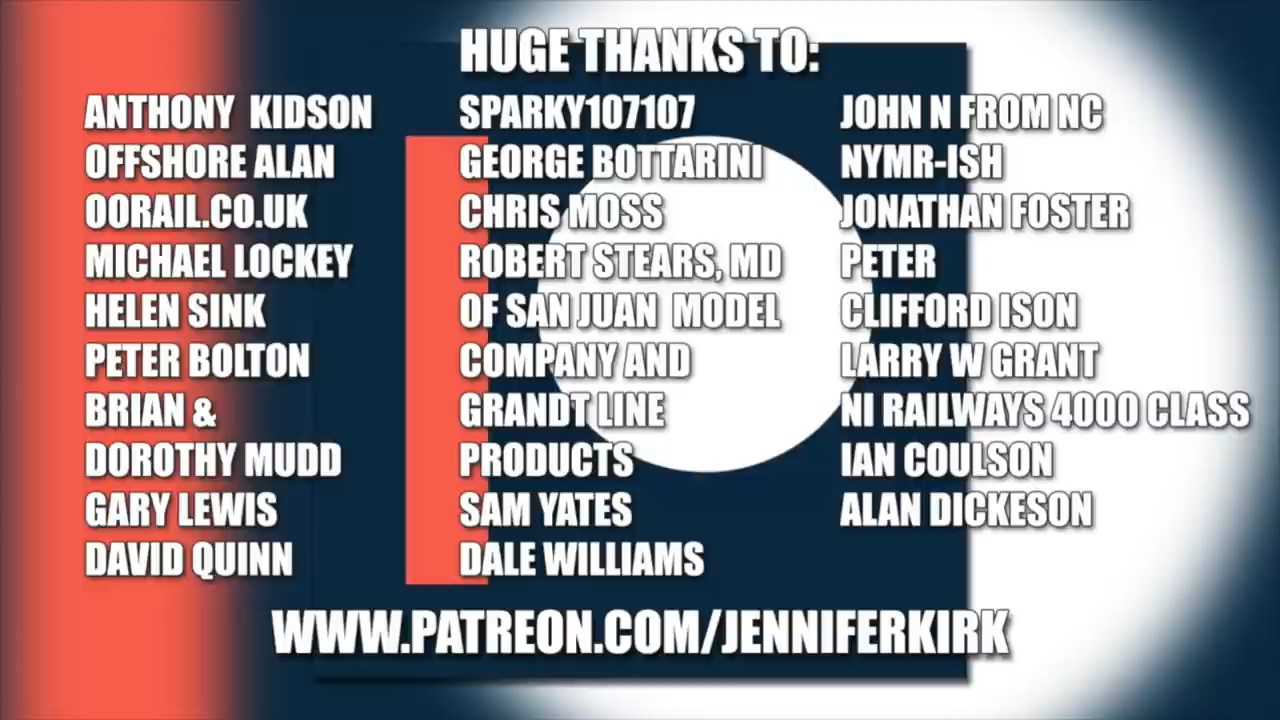 HUGE THANKS TO:
ANTHONY KIDSON
OFFSHORE ALAN
OORAIL.CO.UK
MICHAEL LOCKEY
HELEN SINK
PETER BOLTON
BRIAN &
DOROTHY MUDD
GARY LEWIS
DAVID QUINN
SPARKY107107
GEORGE BOTTARINI
CHRIS MOSS
ROBERT STEARS, MD
OF SAN JUAN MODEL
COMPANY AND
GRANDT LINE
PRODUCTS
SAM YATES
DALE WILLIAMS
JOHN N FROM NC
NYMR-ISH
JONATHAN FOSTER
PETER
CLIFFORD ISON
LARRY W GRANT
NI RAILWAYS 4000 CLASS
IAN COULSON
ALAN DICKESON
WWW.PATREON.COM/JENNIFERKIRK